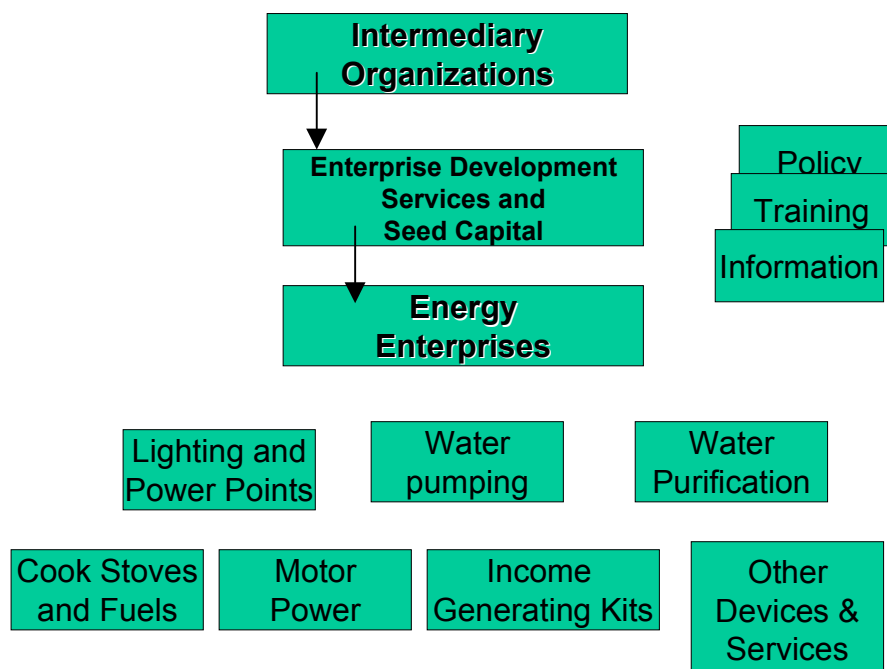 Intermediary
Organizations
Enterprise Development
Services and
Seed Capital
Energy
Enterprises
Policy
Training
Information
Lighting and
Power Points
Water
pumping
Water
Purification
Cook Stoves
and Fuels
Motor
Power
Income
Generating Kits
Other
Devices &
Services